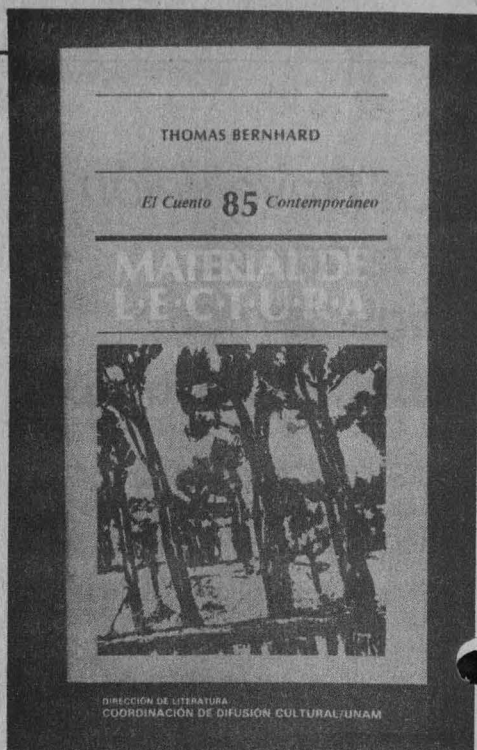 THOMAS BERNHARD
El Cuento 85 Contemporáneo
MATERIAL DE
L·E·C·T·U·R·A
DIRECCIÓN DE LITERATURA
COORDINACIÓN DE DIFUSIÓN CULTURAL/UNAM